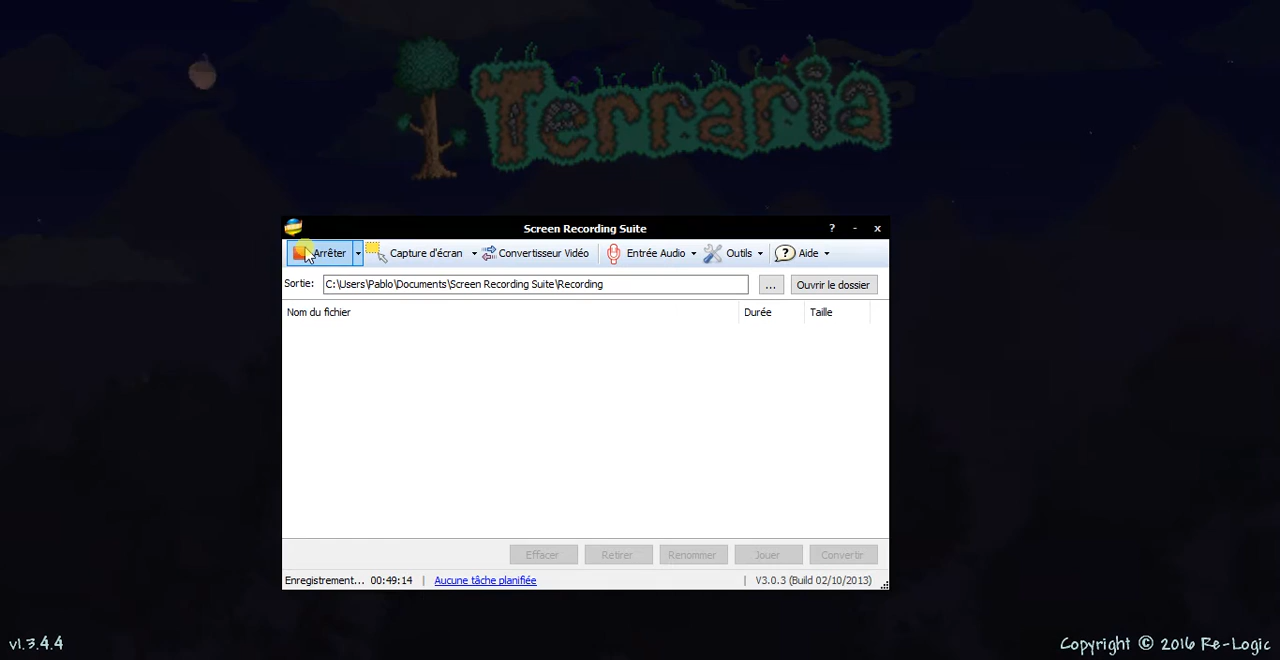 Terraria
Screen Recording Suite ? - x
Arrêter Capture d'écran Convertisseur Vidéo Entrée Audio Outils ? Aide
Sortie: C:\Users\Pablo\Documents\Screen Recording Suite\Recording ... Ouvrir le dossier
Nom du fichier Durée Taille
Effacer Retirer Renommer Jouer Convertir
Enregistrement... 00:49:14 | Aucune tâche planifiée | V3.0.3 (Build 02/10/2013)
v1.3.4.4 Copyright © 2016 Re-Logic